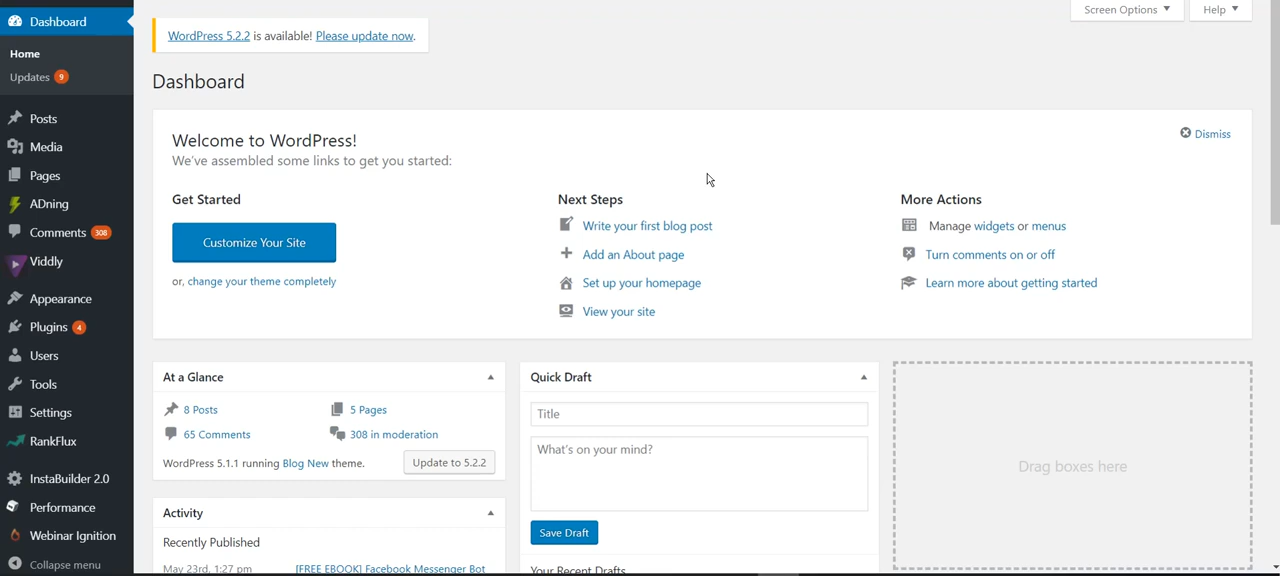 Dashboard
Home
Updates 9
Posts
Media
Pages
ADning
Comments 308
Viddly
Appearance
Plugins 4
Users
Tools
Settings
RankFlux
InstaBuilder 2.0
Performance
Webinar Ignition
Collapse menu
Screen Options
Help
WordPress 5.2.2 is available! Please update now.
Dashboard
Welcome to WordPress!
We've assembled some links to get you started:
Dismiss
Get Started
Customize Your Site
or, change your theme completely
Next Steps
Write your first blog post
Add an About page
Set up your homepage
View your site
More Actions
Manage widgets or menus
Turn comments on or off
Learn more about getting started
At a Glance
8 Posts
5 Pages
65 Comments
308 in moderation
WordPress 5.1.1 running Blog New theme.
Update to 5.2.2
Activity
Recently Published
May 23rd, 1:27 pm
[FREE EBOOK] Facebook Messenger Bot
Quick Draft
Title
What's on your mind?
Save Draft
Your Recent Drafts
Drag boxes here